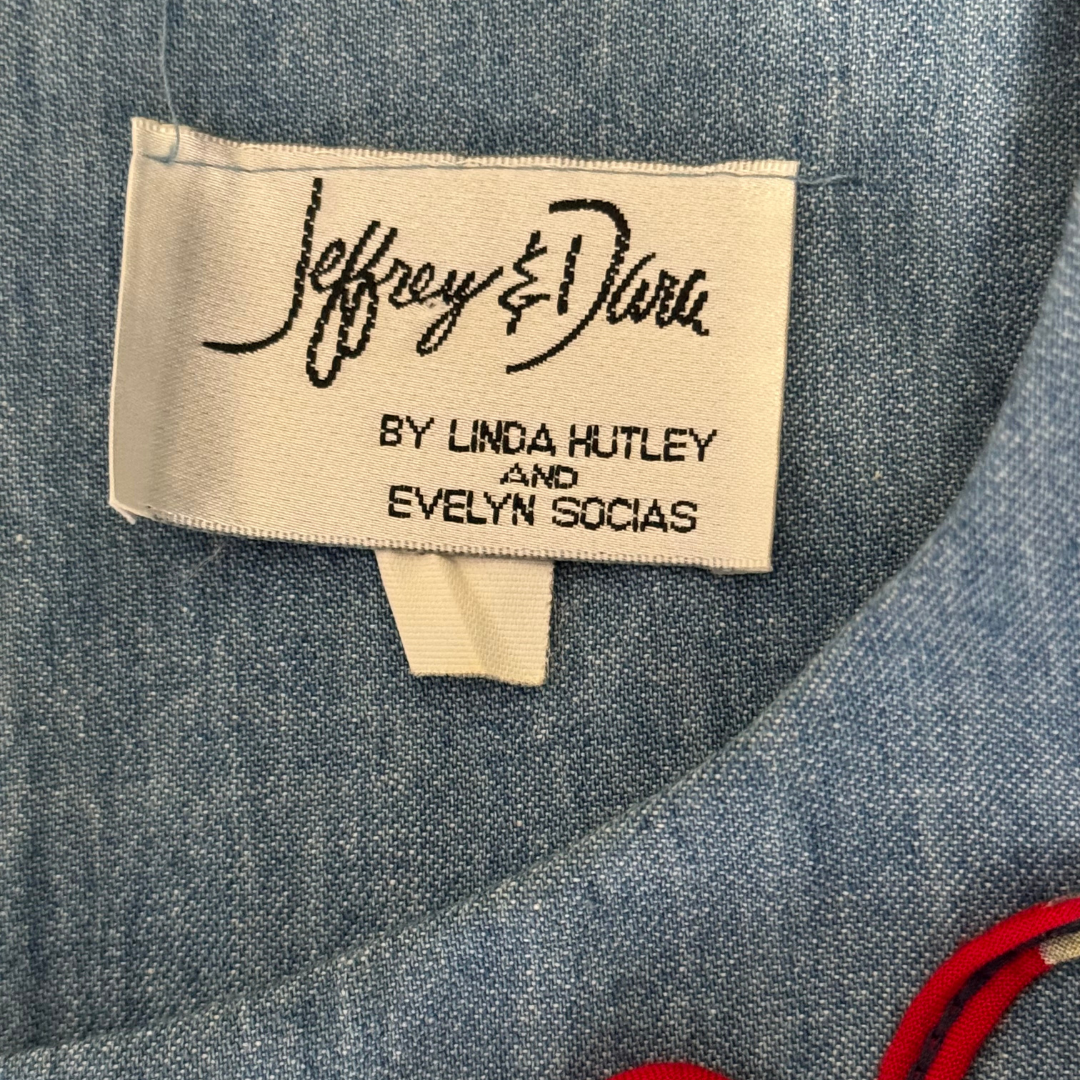 Jeffrey & Dara
BY LINDA HUTLEY
AND
EVELYN SOCIAS